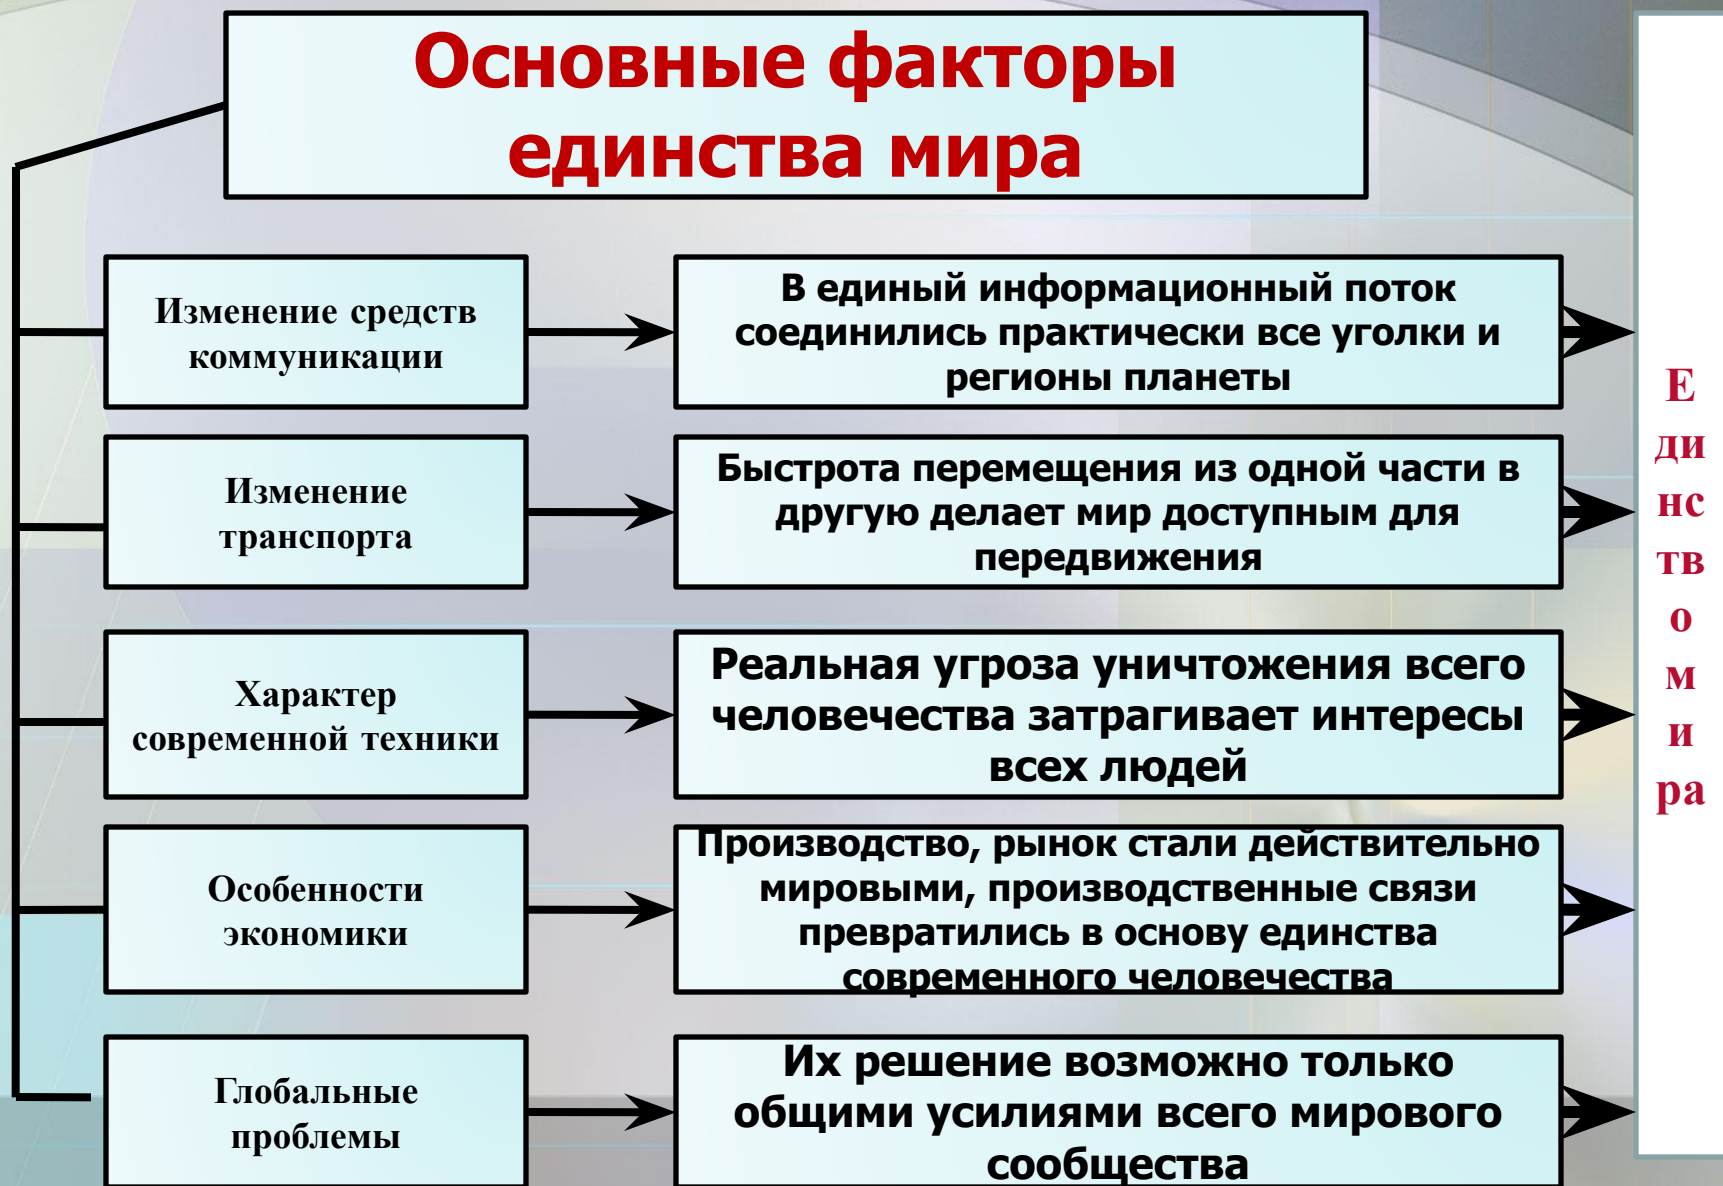 Основные факторы
единства мира
Изменение средств
коммуникации
В единый информационный поток
соединились практически все уголки и
регионы планеты
Изменение
транспорта
Быстрота перемещения из одной части в
другую делает мир доступным для
передвижения
Характер
современной техники
Реальная угроза уничтожения всего
человечества затрагивает интересы
всех людей
Особенности
экономики
Производство, рынок стали действительно
мировыми, производственные связи
превратились в основу единства
современного человечества
Глобальные
проблемы
Их решение возможно только
общими усилиями всего мирового
сообщества
Е
ди
нс
тв
о
м
и
ра